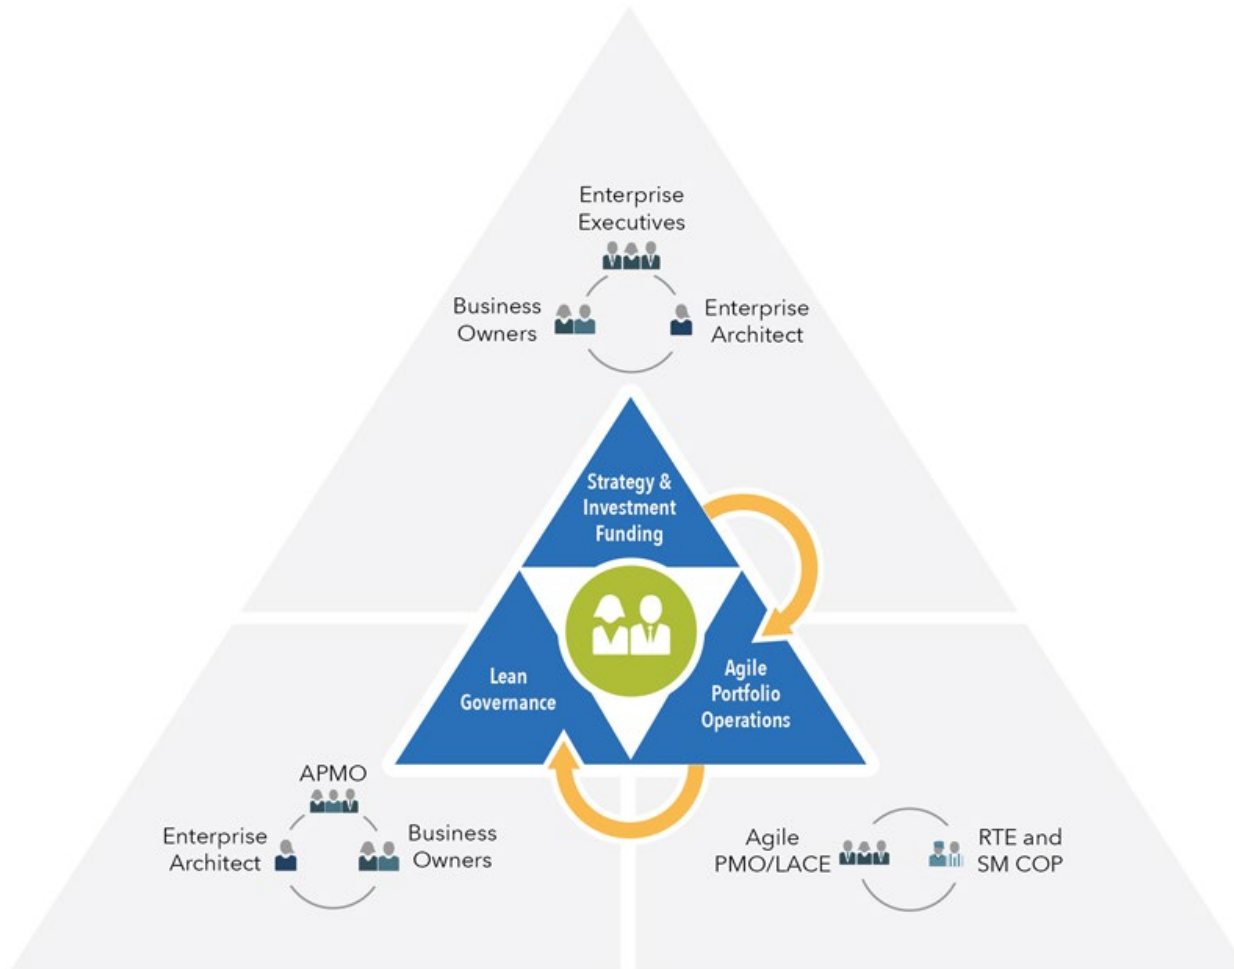 Enterprise
Executives
Business
Owners
Enterprise
Architect
Strategy &
Investment
Funding
Lean
Governance
Agile
Portfolio
Operations
APMO
Enterprise
Architect
Business
Owners
Agile
PMO/LACE
RTE and
SM COP